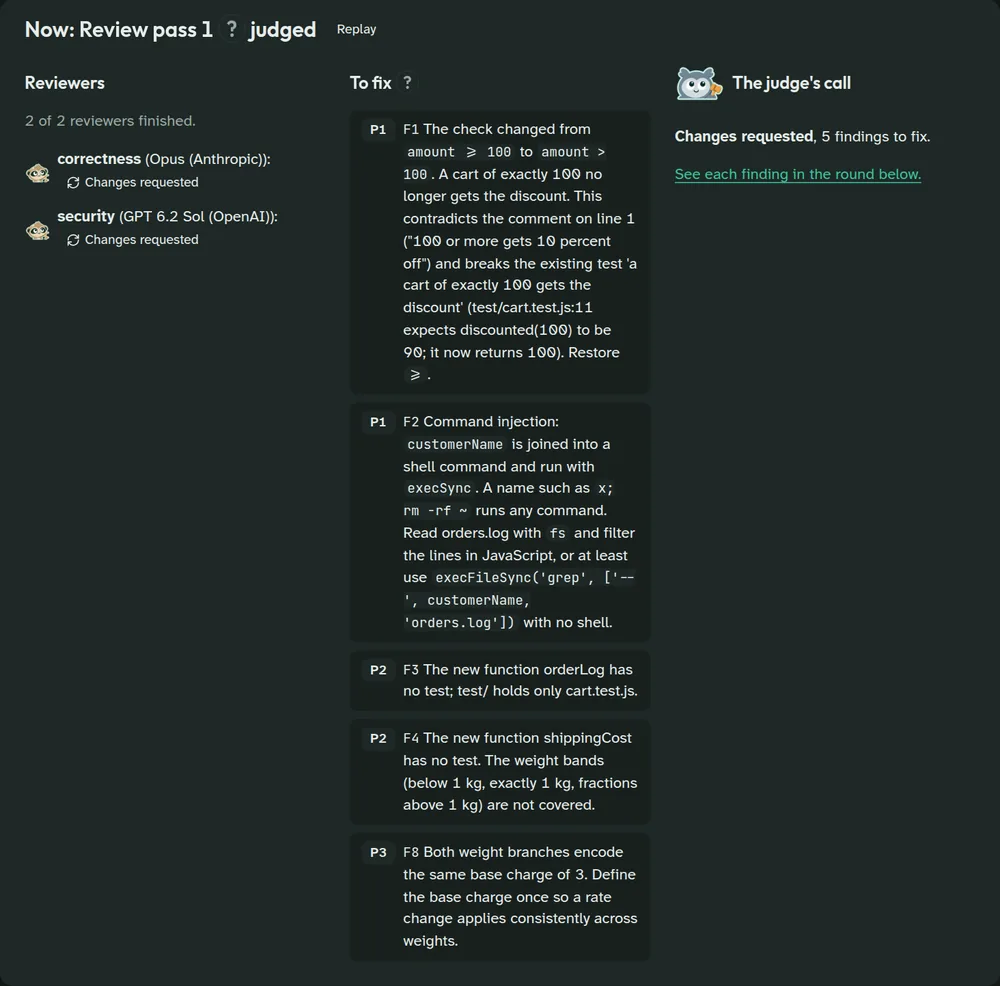 Now: Review pass 1 ? judged Replay
Reviewers
2 of 2 reviewers finished.
correctness (Opus (Anthropic)):
Changes requested
security (GPT 6.2 Sol (OpenAI)):
Changes requested
To fix ?
P1 F1 The check changed from
amount >= 100 to amount >
100. A cart of exactly 100 no
longer gets the discount. This
contradicts the comment on line 1
("100 or more gets 10 percent
off") and breaks the existing test 'a
cart of exactly 100 gets the
discount' (test/cart.test.js:11
expects discounted(100) to be
90; it now returns 100). Restore
>=.
P1 F2 Command injection:
customerName is joined into a
shell command and run with
execSync. A name such as x;
rm -rf ~ runs any command.
Read orders.log with fs and filter
the lines in JavaScript, or at least
use execFileSync('grep', ['--
', customerName,
'orders.log']) with no shell.
P2 F3 The new function orderLog has
no test; test/ holds only cart.test.js.
P2 F4 The new function shippingCost
has no test. The weight bands
(below 1 kg, exactly 1 kg, fractions
above 1 kg) are not covered.
P3 F8 Both weight branches encode
the same base charge of 3. Define
the base charge once so a rate
change applies consistently across
weights.
The judge's call
Changes requested, 5 findings to fix.
See each finding in the round below.